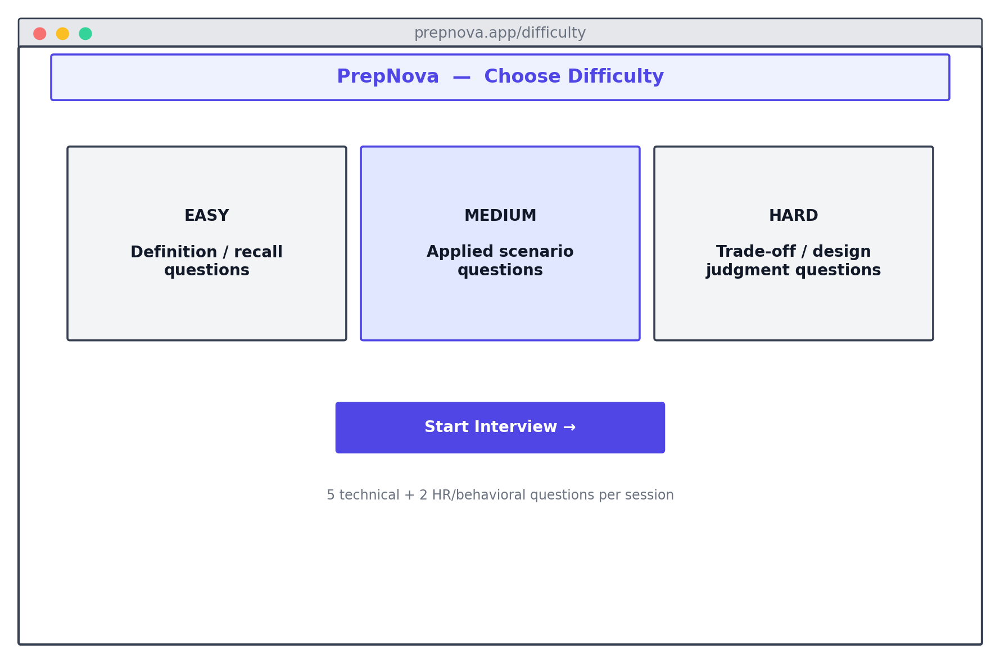 prepnova.app/difficulty
PrepNova — Choose Difficulty
EASY
Definition / recall
questions
MEDIUM
Applied scenario
questions
HARD
Trade-off / design
judgment questions
Start Interview →
5 technical + 2 HR/behavioral questions per session